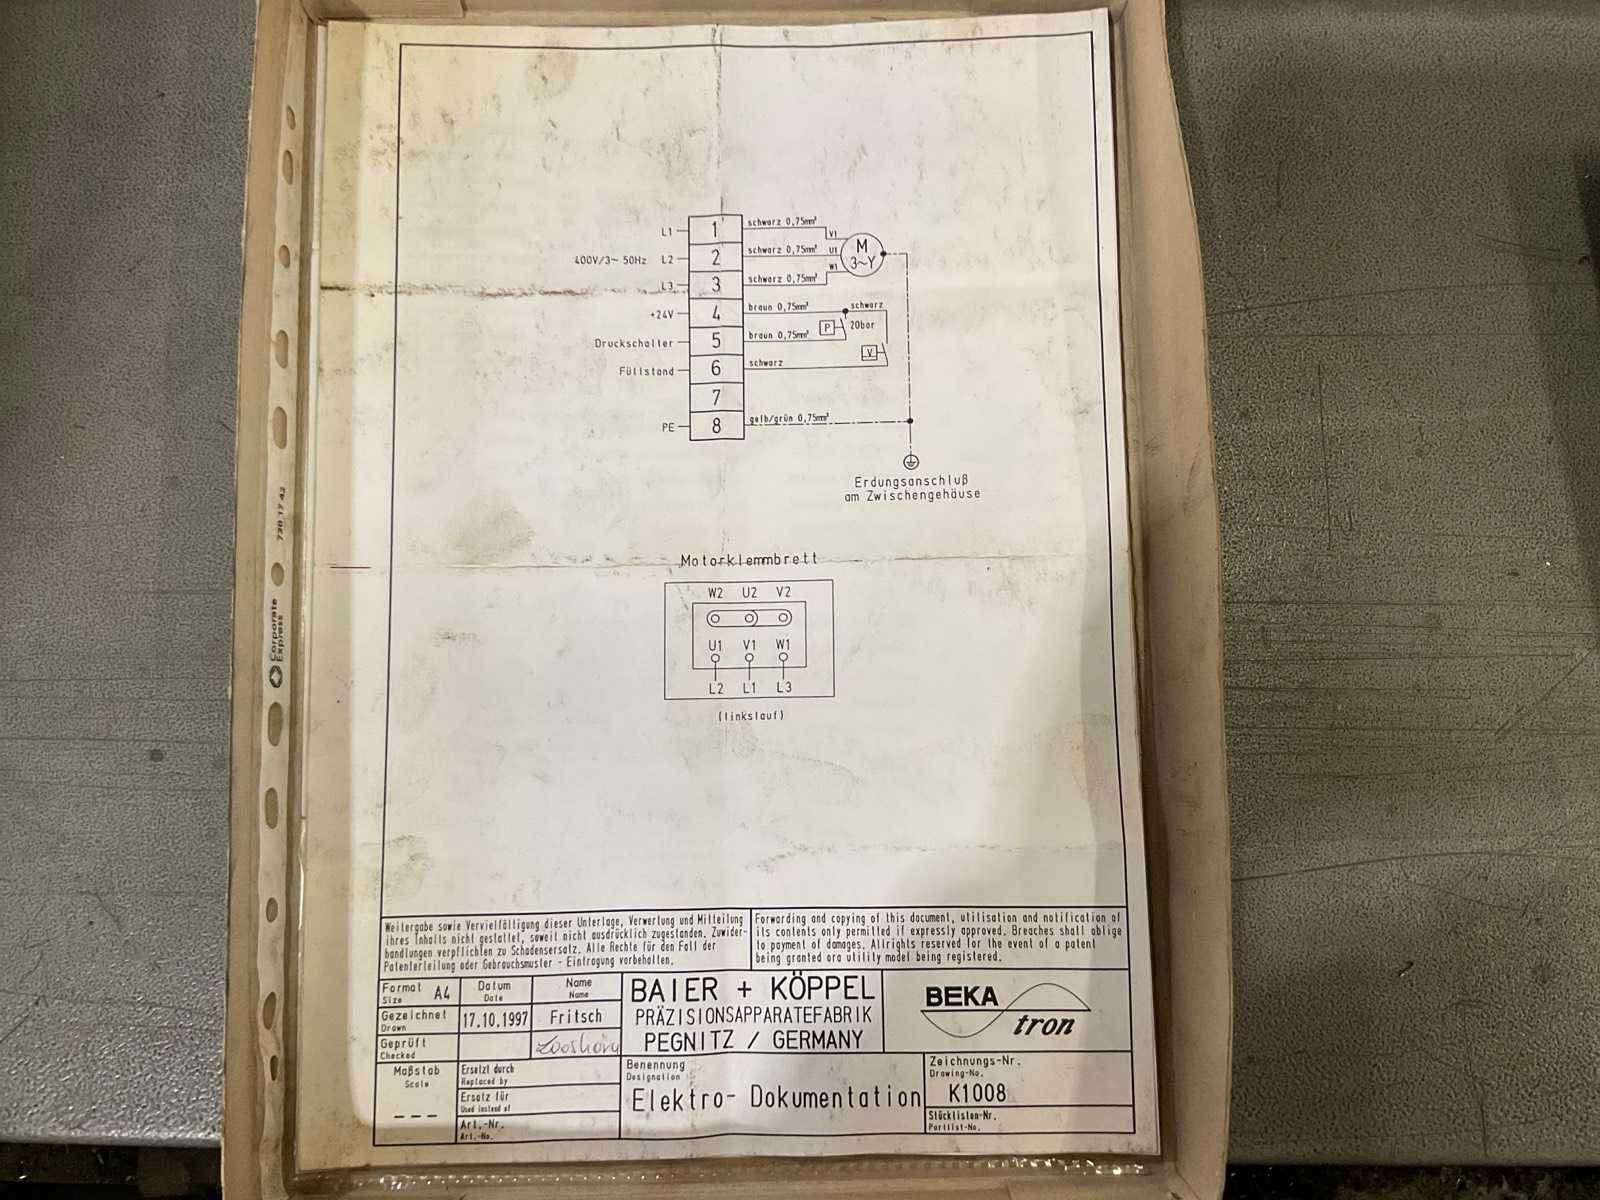 L1
1
schwarz 0,75mm²
V1
400V/3~ 50Hz L2
2
schwarz 0,75mm²
U1
M
3~Y
L3
3
schwarz 0,75mm²
W1
+24V
4
braun 0,75mm²
schwarz
Druckschalter
5
braun 0,75mm²
P
20bar
Füllstand
6
schwarz
V
7
PE
8
gelb/grün 0,75mm²
Erdungsanschluß
am Zwischengehäuse
Motorklemmbrett
W2 U2 V2
U1 V1 W1
L2 L1 L3
(linkslauf)
Corporate
Express
720 17 42
Weitergabe sowie Vervielfältigung dieser Unterlage, Verwertung und Mitteilung
ihres Inhalts nicht gestattet, soweit nicht ausdrücklich zugestanden. Zuwider-
handlungen verpflichten zu Schadensersatz. Alle Rechte für den Fall der
Patenterteilung oder Gebrauchsmuster - Eintragung vorbehalten.
Forwarding and copying of this document, utilisation and notification of
its contents only permitted if expressly approved. Breaches shall oblige
to payment of damages. Allrights reserved for the event of a patent
being granted ora utility model being registered.
Format
Size
A4
Datum
Date
Name
Name
Gezeichnet
Drawn
17.10.1997
Fritsch
Geprüft
Checked
Maßstab
Scale
---
Ersetzt durch
Replaced by
Ersatz für
Used instead of
Art.-Nr.
Art.-No.
BAIER + KÖPPEL
PRÄZISIONSAPPARATEFABRIK
PEGNITZ / GERMANY
BEKA
tron
Benennung
Designation
Elektro- Dokumentation
Zeichnungs-Nr.
Drawing-No.
K1008
Stücklisten-Nr.
Partlist-No.